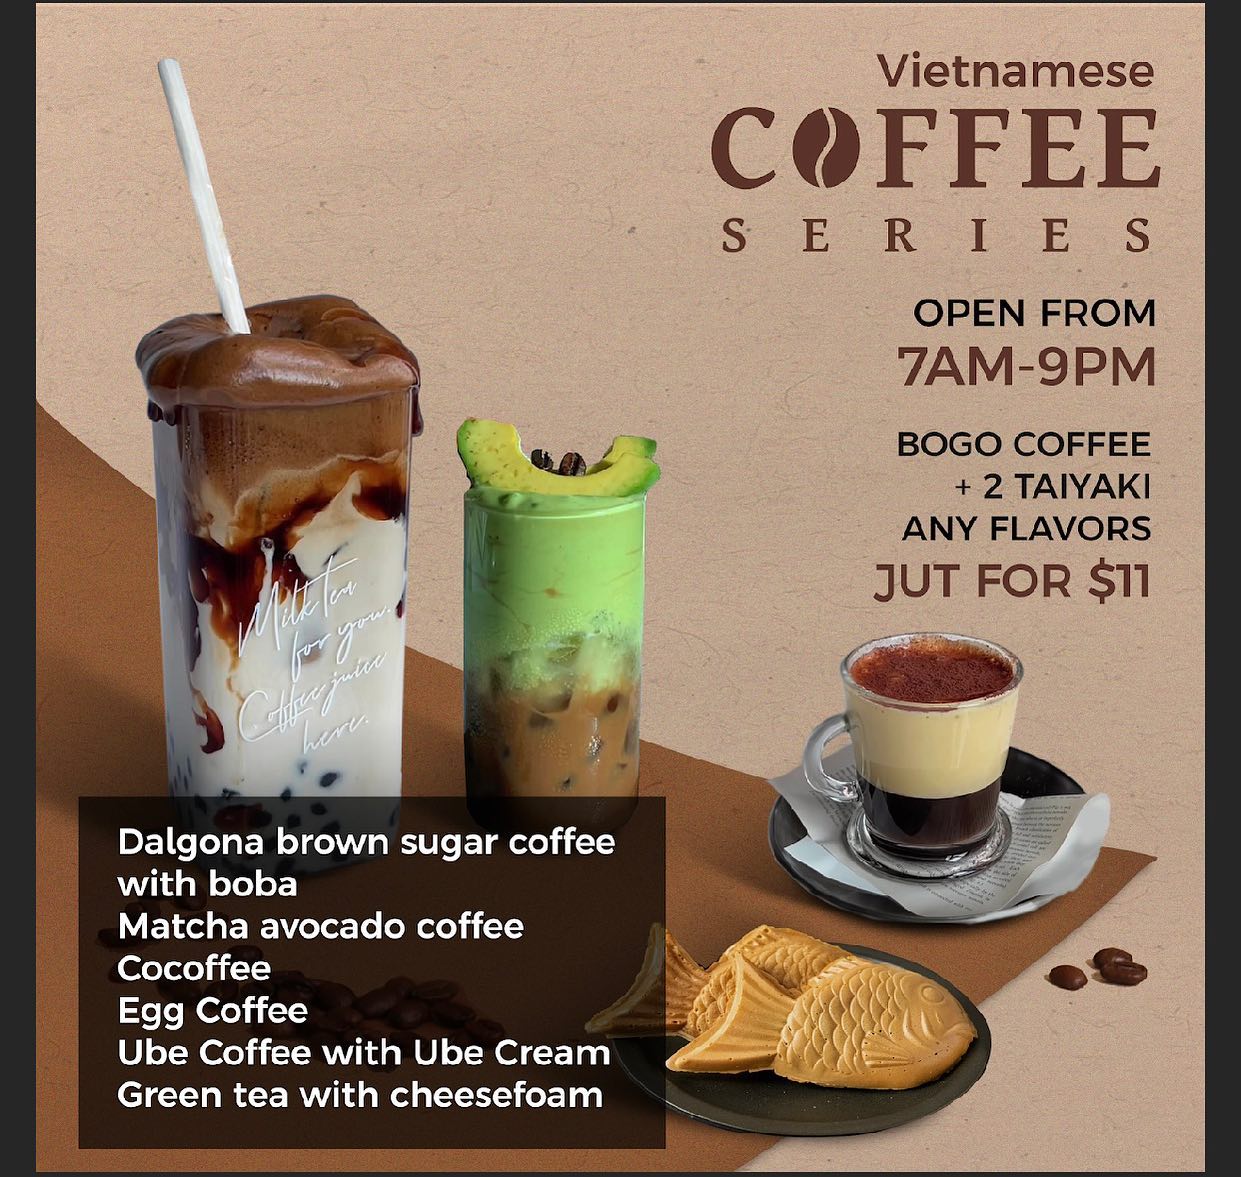 Vietnamese
COFFEE
SERIES
OPEN FROM
7AM-9PM
BOGO COFFEE
+ 2 TAIYAKI
ANY FLAVORS
JUT FOR $11
Milk tea
for you.
Coffee juice
here.
Dalgona brown sugar coffee
with boba
Matcha avocado coffee
Cocoffee
Egg Coffee
Ube Coffee with Ube Cream
Green tea with cheesefoam